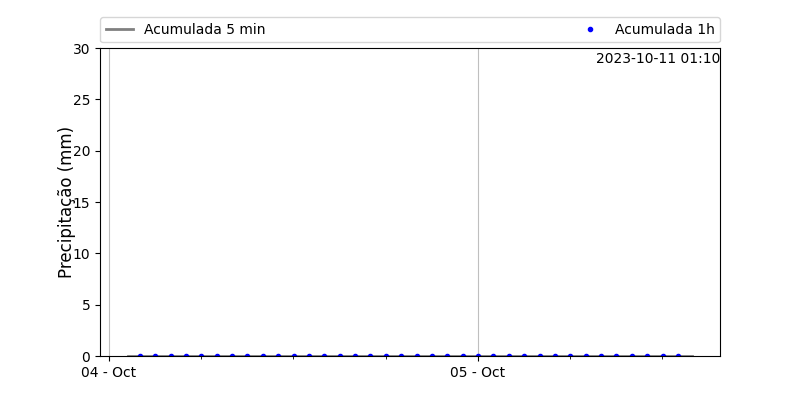 Acumulada 5 min
Acumulada 1h
2023-10-11 01:10
Precipitação (mm)
30
25
20
15
10
5
0
04 - Oct
05 - Oct